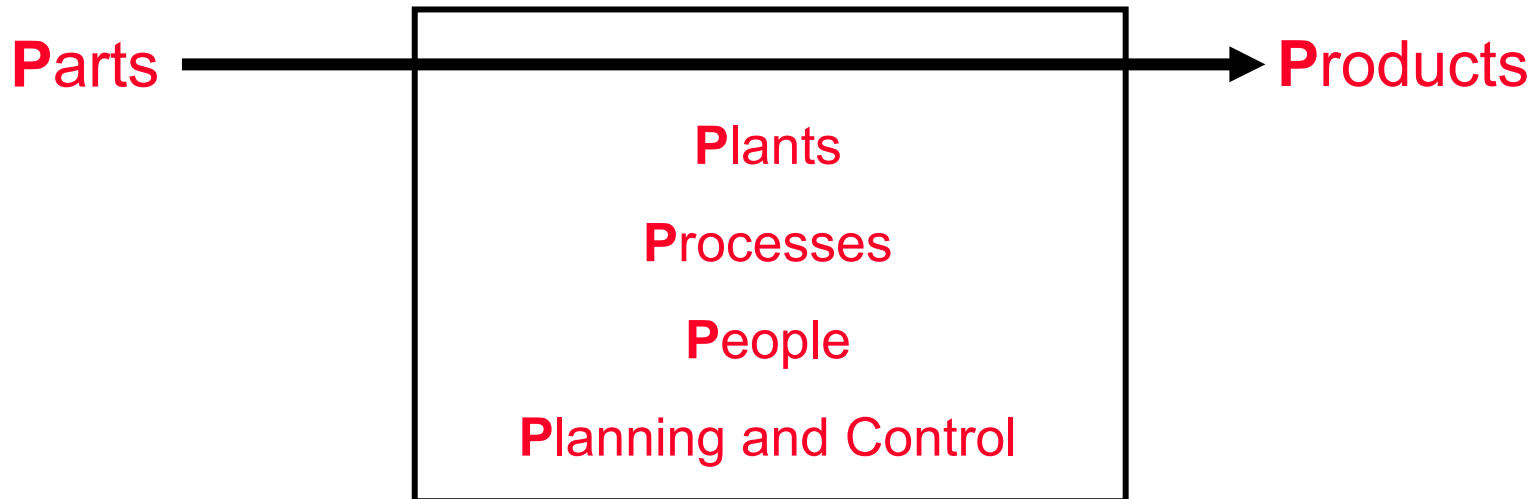 Parts
Products
Plants
Processes
People
Planning and Control